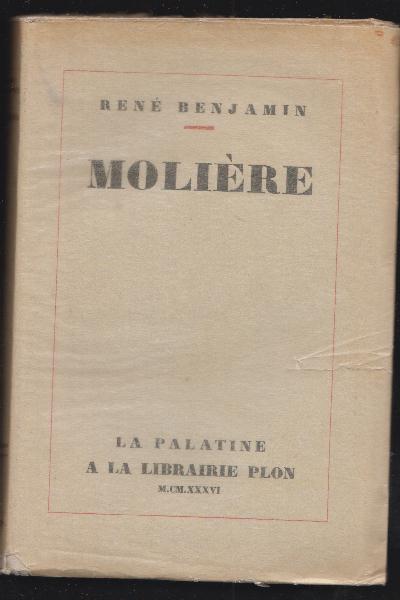 RENÉ BENJAMIN
MOLIÈRE
LA PALATINE
A LA LIBRAIRIE PLON
M.CM.XXXVI